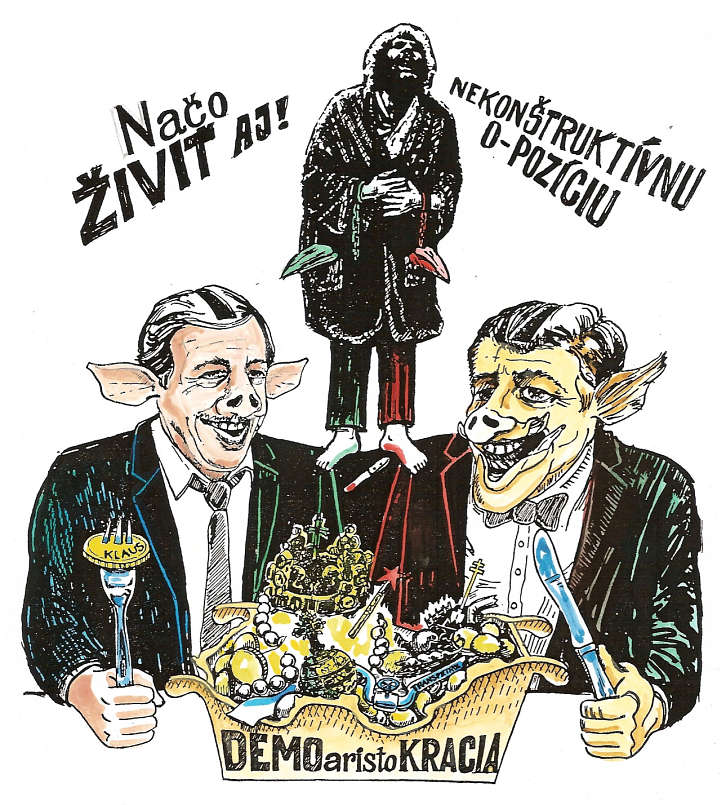 Načo
ŽIVIT AJ!
NEKONŠTRUKTÍVNU
O-POZÍCIU
KLAUS
DEMOaristoKRACIA